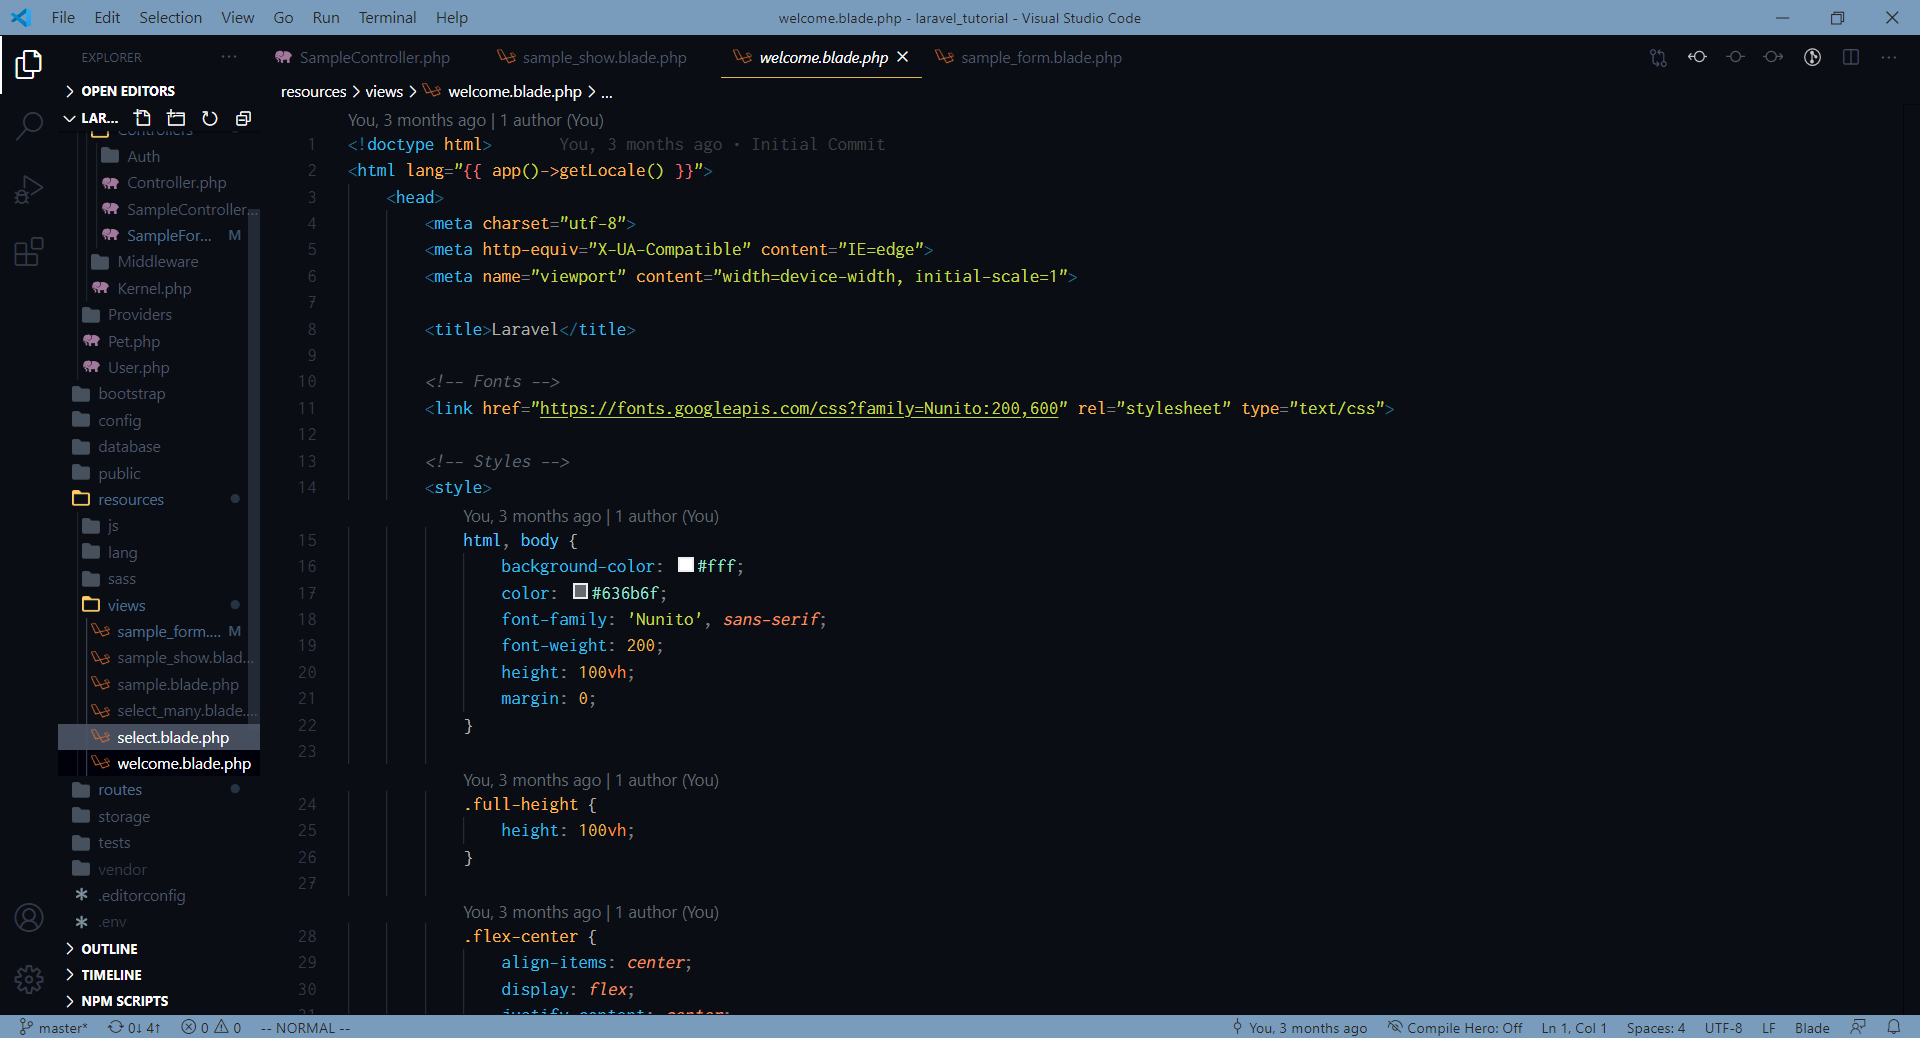 File Edit Selection View Go Run Terminal Help
welcome.blade.php - laravel_tutorial - Visual Studio Code
EXPLORER
SampleController.php
sample_show.blade.php
welcome.blade.php
sample_form.blade.php
OPEN EDITORS
LAR...
Controllers
Auth
Controller.php
SampleController...
SampleFor... M
Middleware
Kernel.php
Providers
Pet.php
User.php
bootstrap
config
database
public
resources
js
lang
sass
views
sample_form.... M
sample_show.blad...
sample.blade.php
select_many.blade....
select.blade.php
welcome.blade.php
routes
storage
tests
vendor
.editorconfig
.env
OUTLINE
TIMELINE
NPM SCRIPTS
resources > views > welcome.blade.php > ...
You, 3 months ago | 1 author (You)
1 <!doctype html> You, 3 months ago • Initial Commit
2 <html lang="{{ app()->getLocale() }}">
3 <head>
4 <meta charset="utf-8">
5 <meta http-equiv="X-UA-Compatible" content="IE=edge">
6 <meta name="viewport" content="width=device-width, initial-scale=1">
7
8 <title>Laravel</title>
9
10 <!-- Fonts -->
11 <link href="https://fonts.googleapis.com/css?family=Nunito:200,600" rel="stylesheet" type="text/css">
12
13 <!-- Styles -->
14 <style>
You, 3 months ago | 1 author (You)
15 html, body {
16 background-color: #fff;
17 color: #636b6f;
18 font-family: 'Nunito', sans-serif;
19 font-weight: 200;
20 height: 100vh;
21 margin: 0;
22 }
23
You, 3 months ago | 1 author (You)
24 .full-height {
25 height: 100vh;
26 }
27
You, 3 months ago | 1 author (You)
28 .flex-center {
29 align-items: center;
30 display: flex;
31 justify-content: center;
master* 0↓ 4↑ 0 0 -- NORMAL --
You, 3 months ago Compile Hero: Off Ln 1, Col 1 Spaces: 4 UTF-8 LF Blade